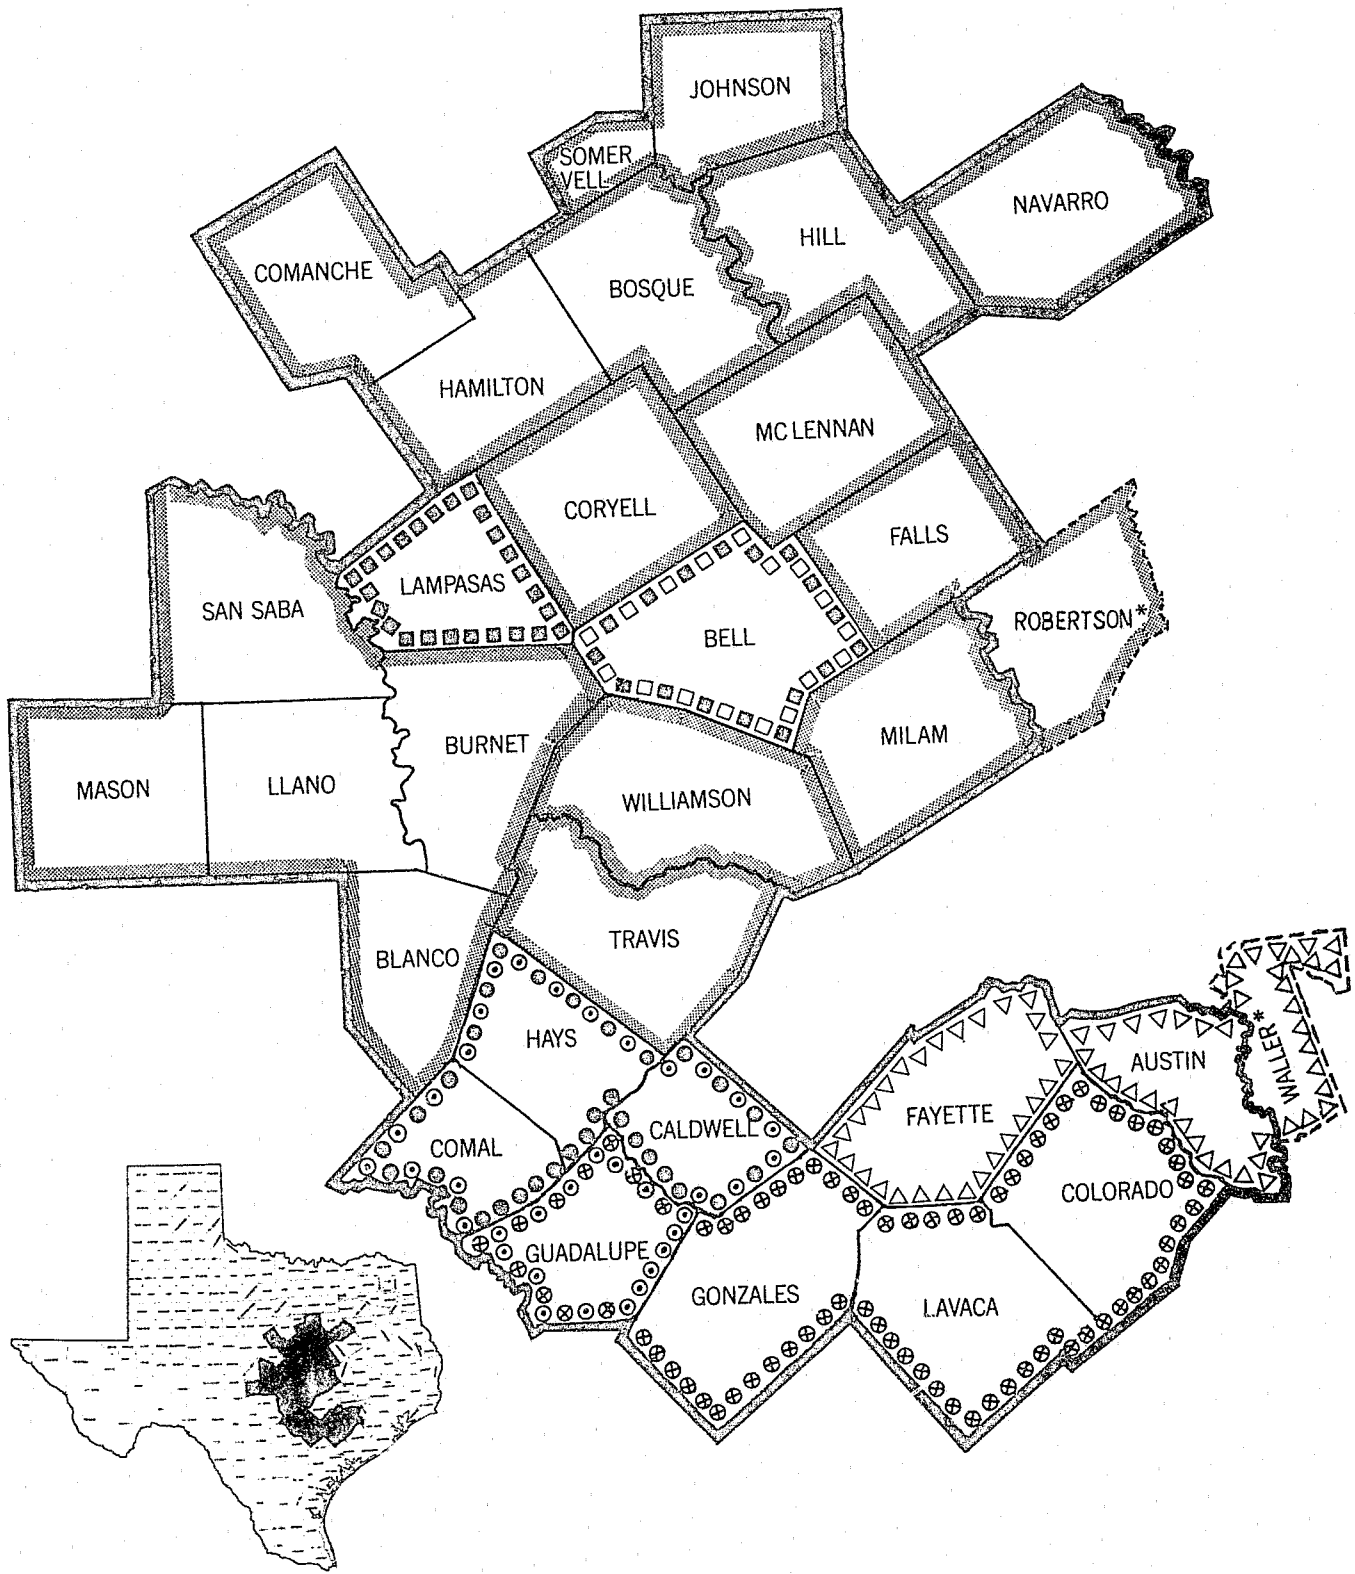 JOHNSON
SOMER
VELL
NAVARRO
COMANCHE
HILL
BOSQUE
HAMILTON
MC LENNAN
CORYELL
FALLS
LAMPASAS
SAN SABA
BELL
ROBERTSON*
BURNET
MILAM
MASON
LLANO
WILLIAMSON
TRAVIS
BLANCO
HAYS
WALLER*
AUSTIN
FAYETTE
CALDWELL
COMAL
COLORADO
GUADALUPE
GONZALES
LAVACA